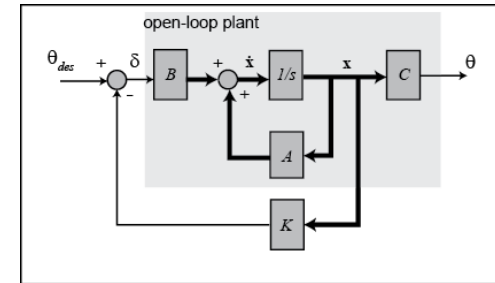 open-loop plant
θdes + δ B + ẋ 1/s x C θ
− +
A
K